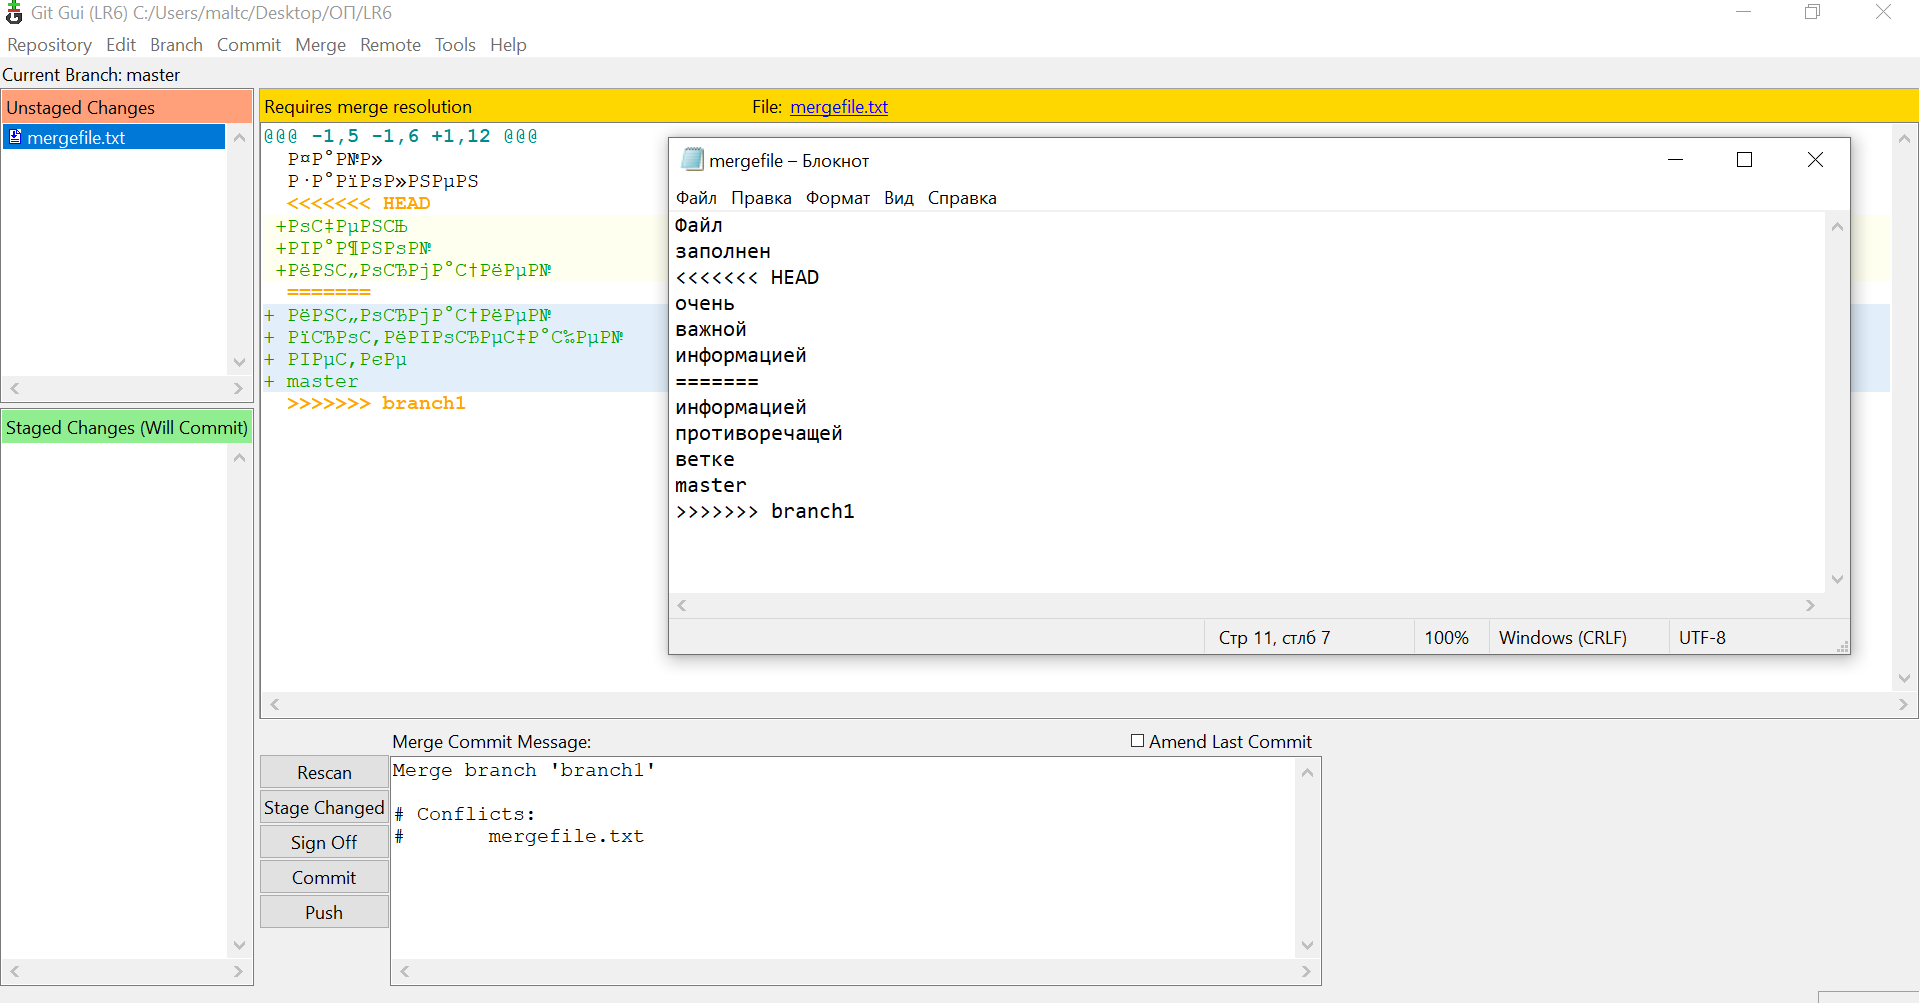 Git Gui (LR6) C:/Users/maltc/Desktop/ОП/LR6
Repository Edit Branch Commit Merge Remote Tools Help
Current Branch: master
Unstaged Changes
mergefile.txt
Staged Changes (Will Commit)
Requires merge resolution File: mergefile.txt
@@@ -1,5 -1,6 +1,12 @@@
Р¤Р°Р№Р»
Р·Р°РїРѕР»РЅРµРЅ
<<<<<<< HEAD
+РѕС‡РµРЅСЊ
+РІР°Р¶РЅРѕР№
+РёРЅС„РѕСЂРјР°С†РёРµР№
=======
+ РёРЅС„РѕСЂРјР°С†РёРµР№
+ РїСЂРѕС‚РёРІРѕСЂРµС‡Р°С‰РµР№
+ РІРµС‚РєРµ
+ master
>>>>>>> branch1
mergefile – Блокнот
Файл Правка Формат Вид Справка
Файл
заполнен
<<<<<<< HEAD
очень
важной
информацией
=======
информацией
противоречащей
ветке
master
>>>>>>> branch1
Стр 11, стлб 7 100% Windows (CRLF) UTF-8
Merge Commit Message: Amend Last Commit
Rescan
Stage Changed
Sign Off
Commit
Push
Merge branch 'branch1'
# Conflicts:
# mergefile.txt